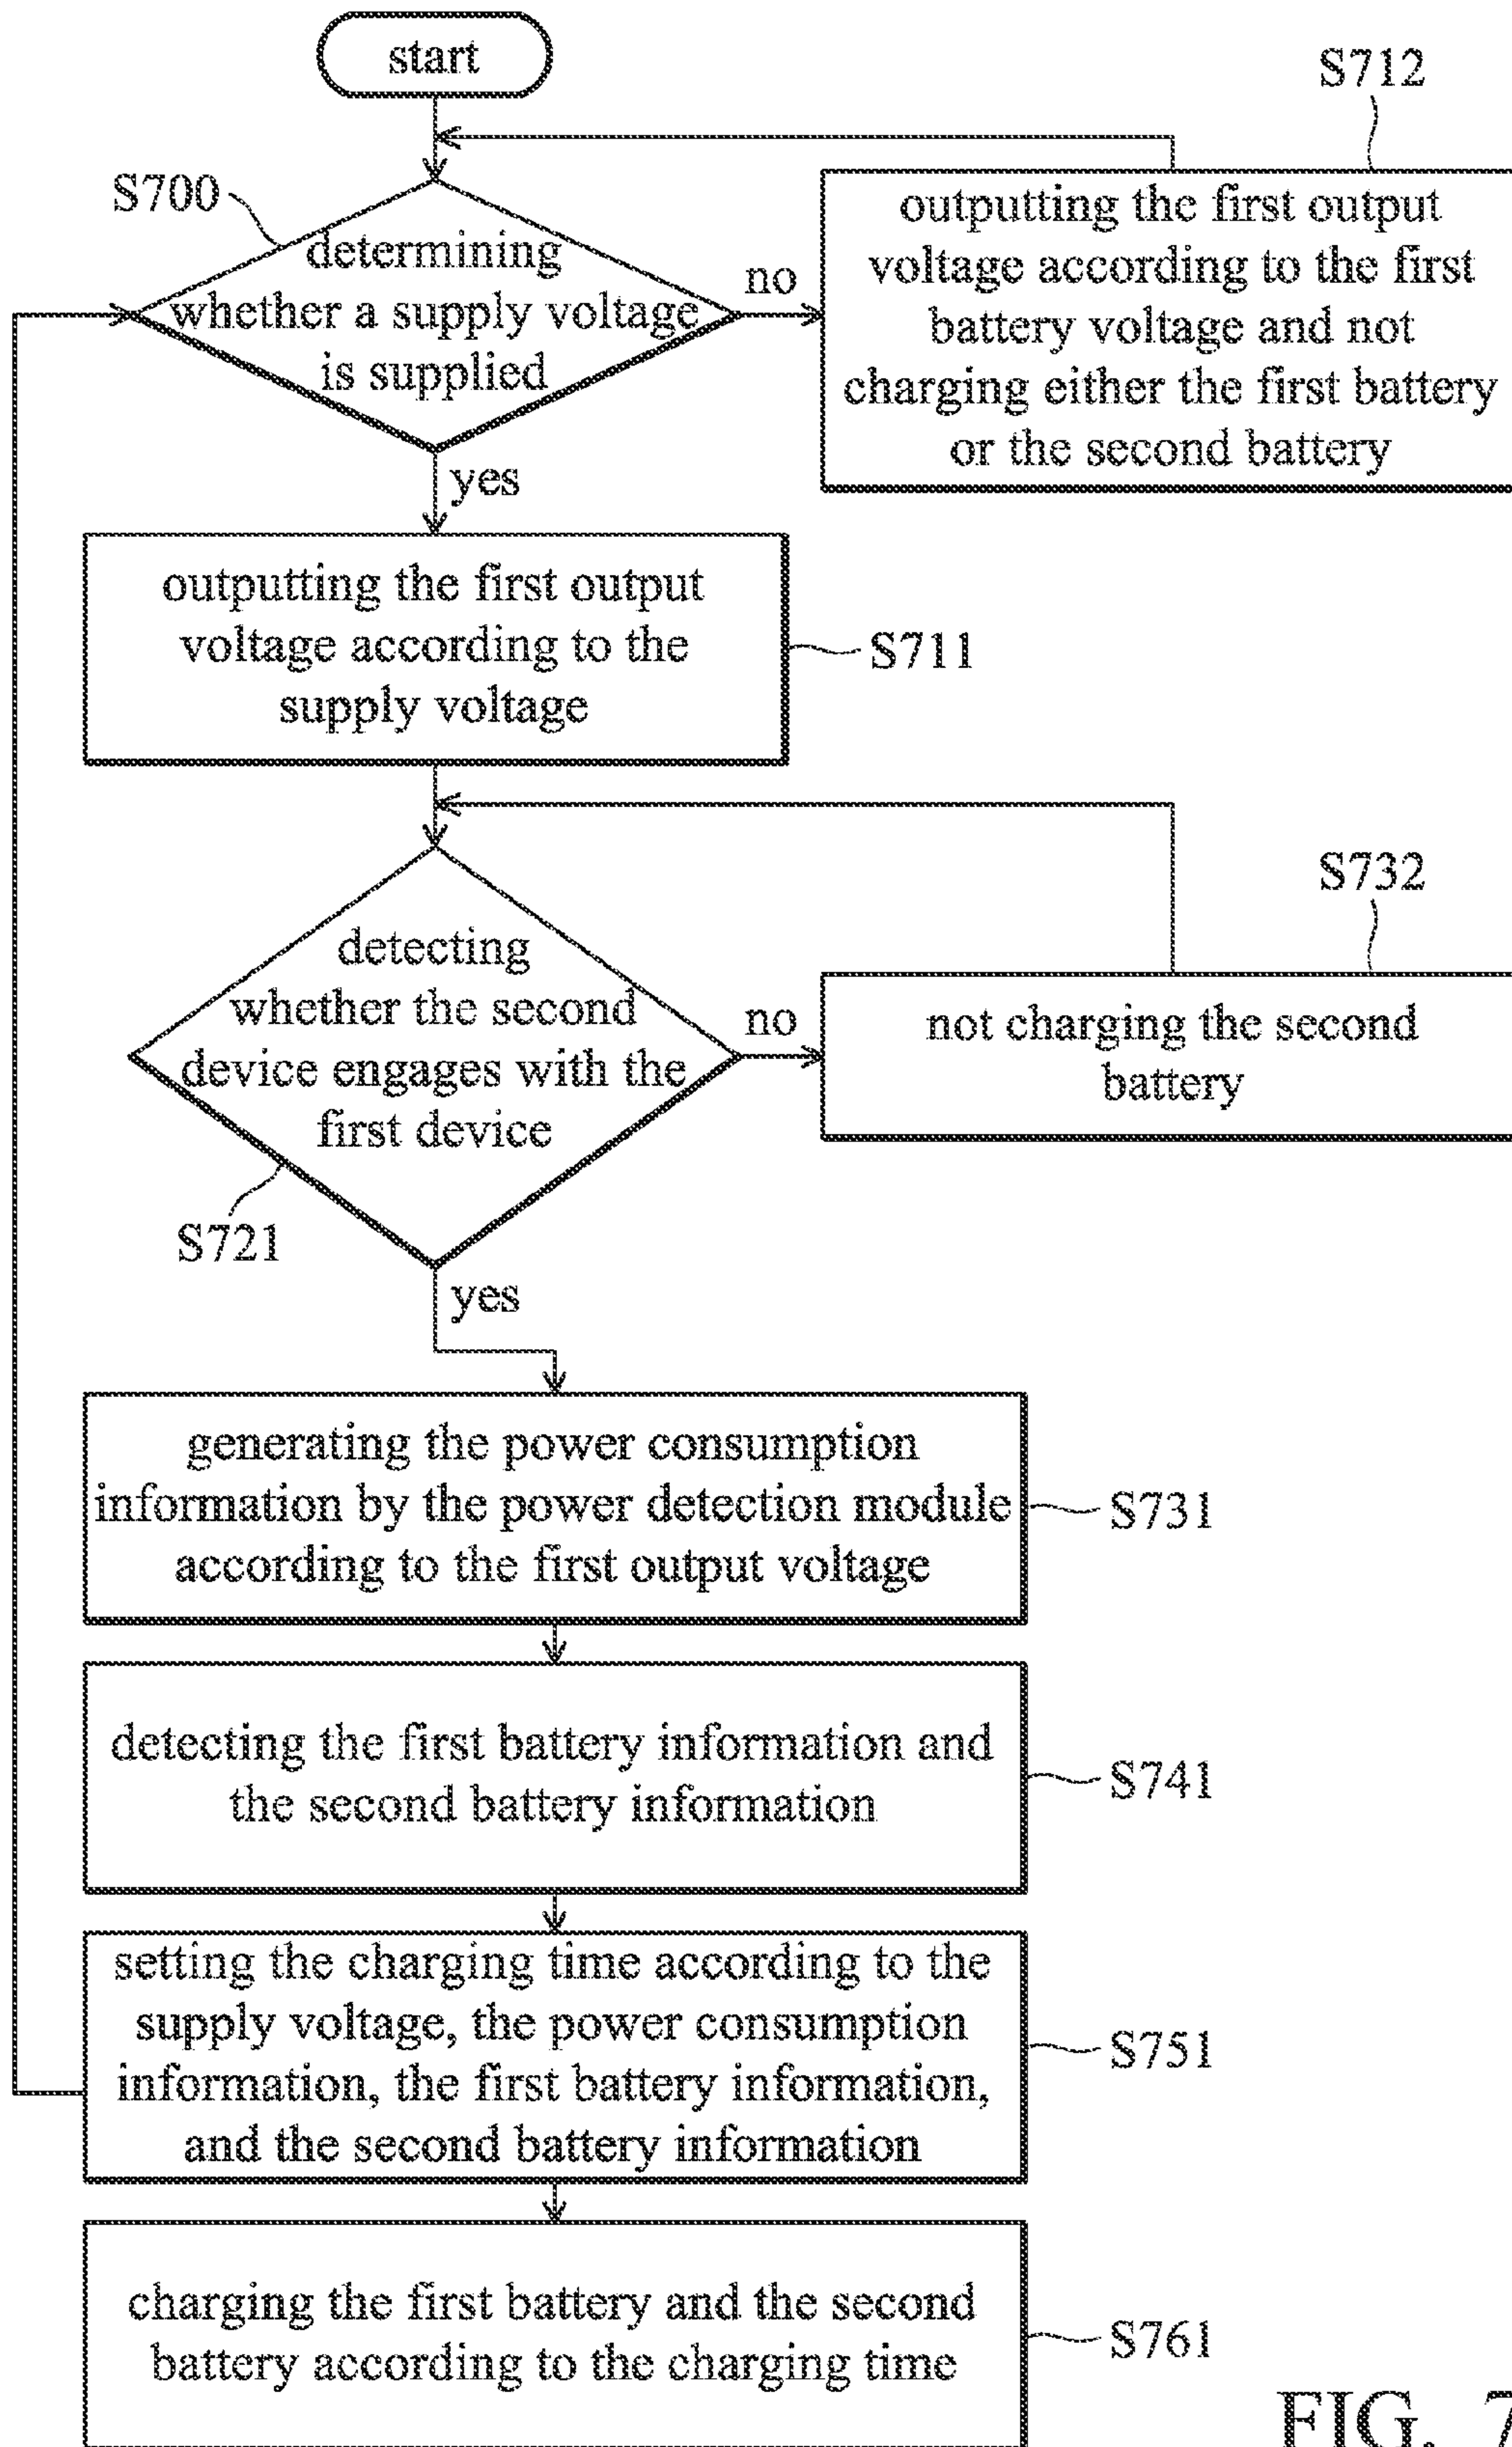 start
S712
S700
determining
whether a supply voltage
is supplied
no
outputting the first output
voltage according to the first
battery voltage and not
charging either the first battery
or the second battery
yes
outputting the first output
voltage according to the
supply voltage
S711
S732
detecting
whether the second
device engages with the
first device
no
not charging the second
battery
S721
yes
generating the power consumption
information by the power detection module
according to the first output voltage
S731
detecting the first battery information and
the second battery information
S741
setting the charging time according to the
supply voltage, the power consumption
information, the first battery information,
and the second battery information
S751
charging the first battery and the second
battery according to the charging time
S761
FIG. 7